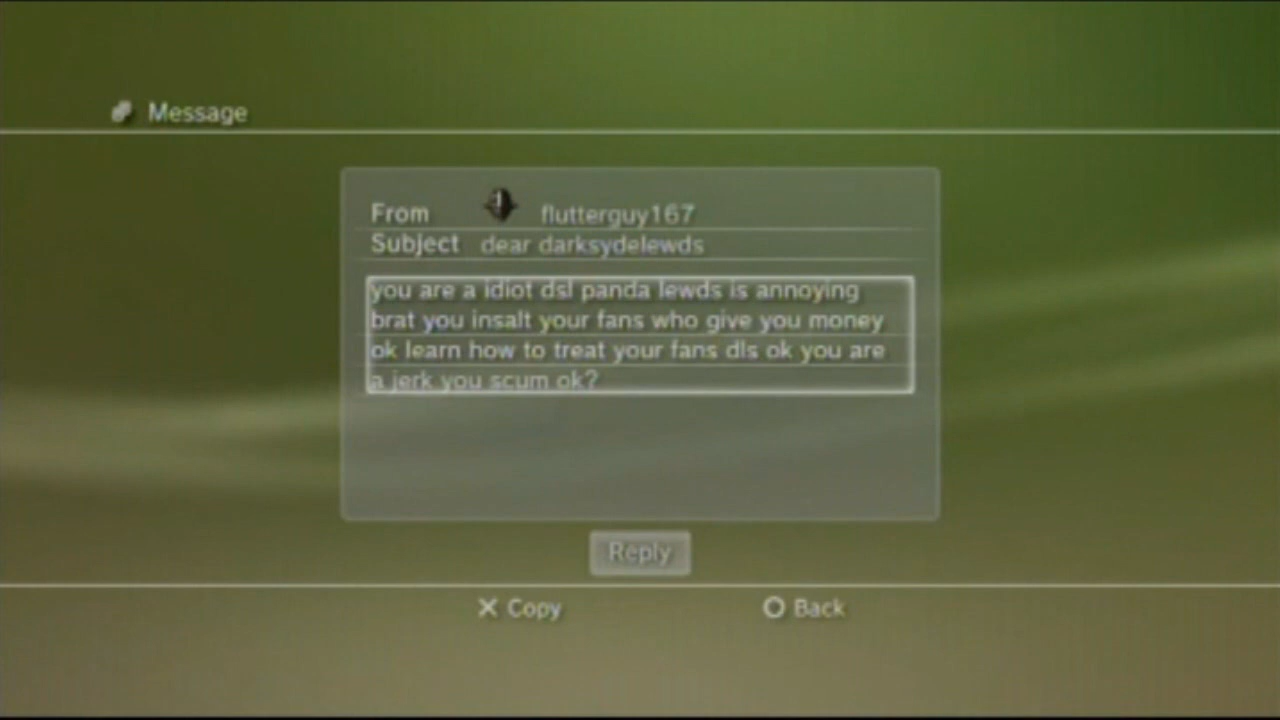 Message
From flutterguy167
Subject dear darksydelewds
you are a idiot dsl panda lewds is annoying
brat you insalt your fans who give you money
ok learn how to treat your fans dls ok you are
a jerk you scum ok?
Reply
Copy
Back